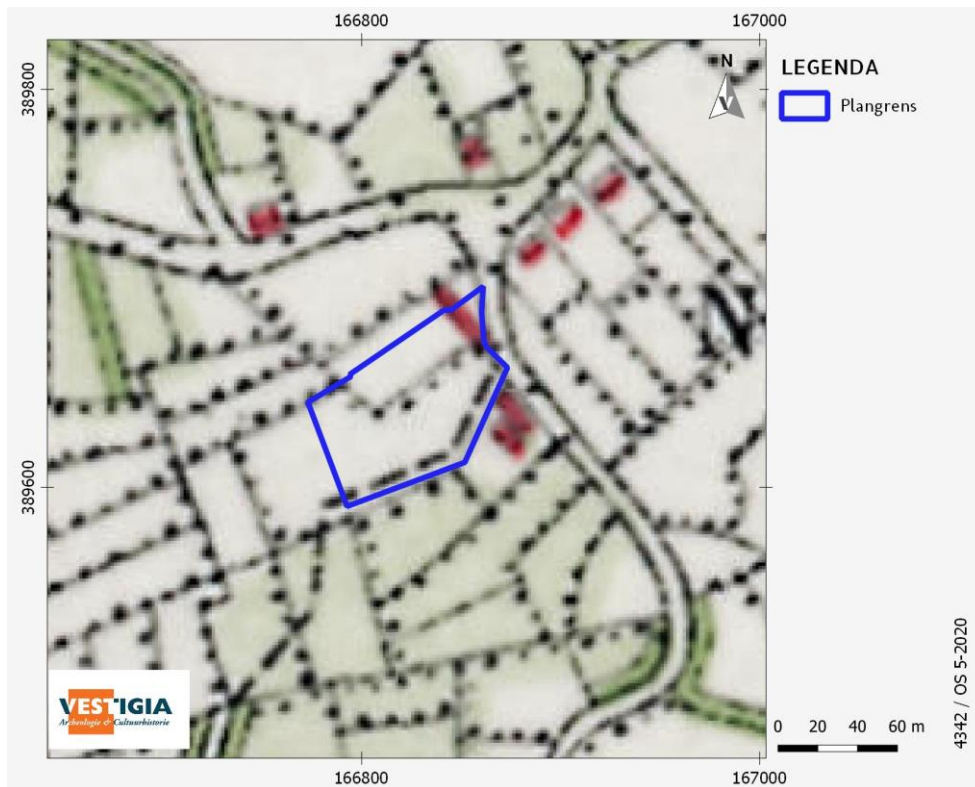 166800
167000
389800
N
LEGENDA
Plangrens
389600
VESTIGIA
Archeologie & Cultuurhistorie
0 20 40 60 m
166800
167000
4342 / OS 5-2020